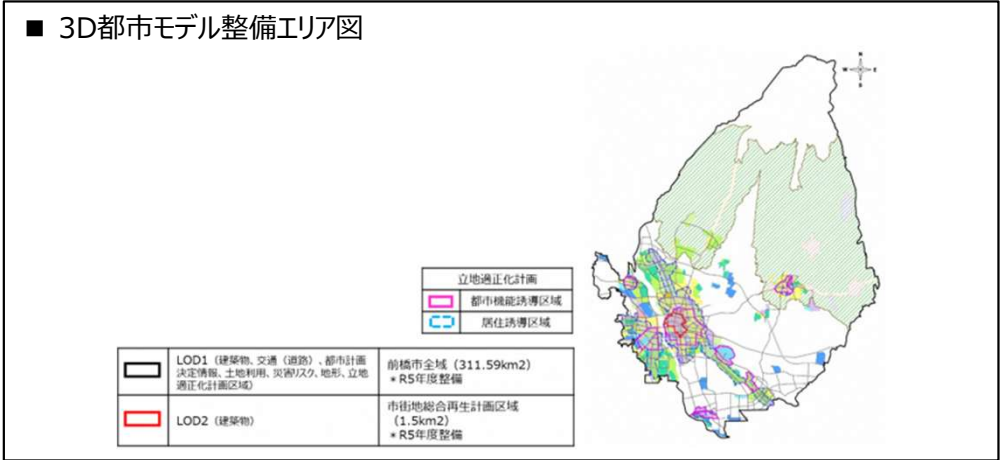 ■ 3D都市モデル整備エリア図
N
W E
S
立地適正化計画
都市機能誘導区域
居住誘導区域
LOD1（建築物、交通（道路）、都市計画
決定情報、土地利用、災害リスク、地形、立地
適正化計画区域）
前橋市全域（311.59km2）
＊R5年度整備
LOD2（建築物）
市街地総合再生計画区域
（1.5km2）
＊R5年度整備